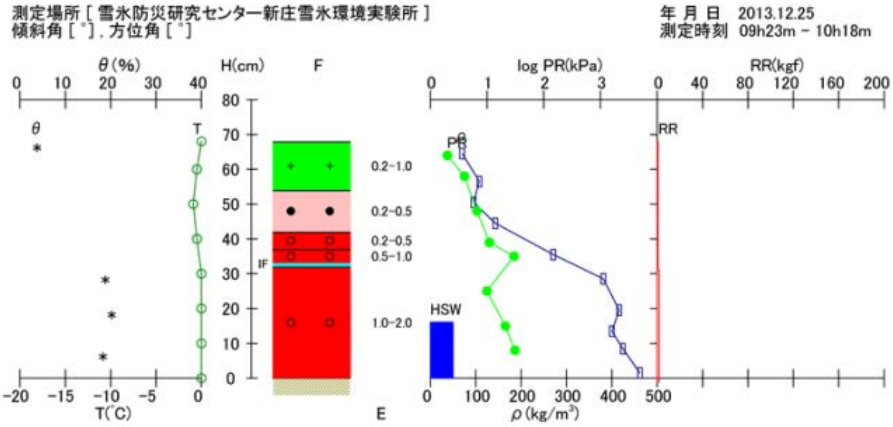 測定場所 [ 雪氷防災研究センター新庄雪氷環境実験所 ]
傾斜角 [ ° ] , 方位角 [ ° ]
年 月 日 2013.12.25
測定時刻 09h23m - 10h18m
θ(%) H(cm) F log PR(kPa) RR(kgf)
0 10 20 30 40 0 1 2 3 0 40 80 120 160 200
80
θ T 70 PR θ RR
60 0.2-1.0
50 0.2-0.5
40 0.2-0.5
0.5-1.0
IF
30
20 1.0-2.0 HSW
10
0
-20 -15 -10 -5 0 0 100 200 300 400 500
T(°C) E ρ(kg/m³)